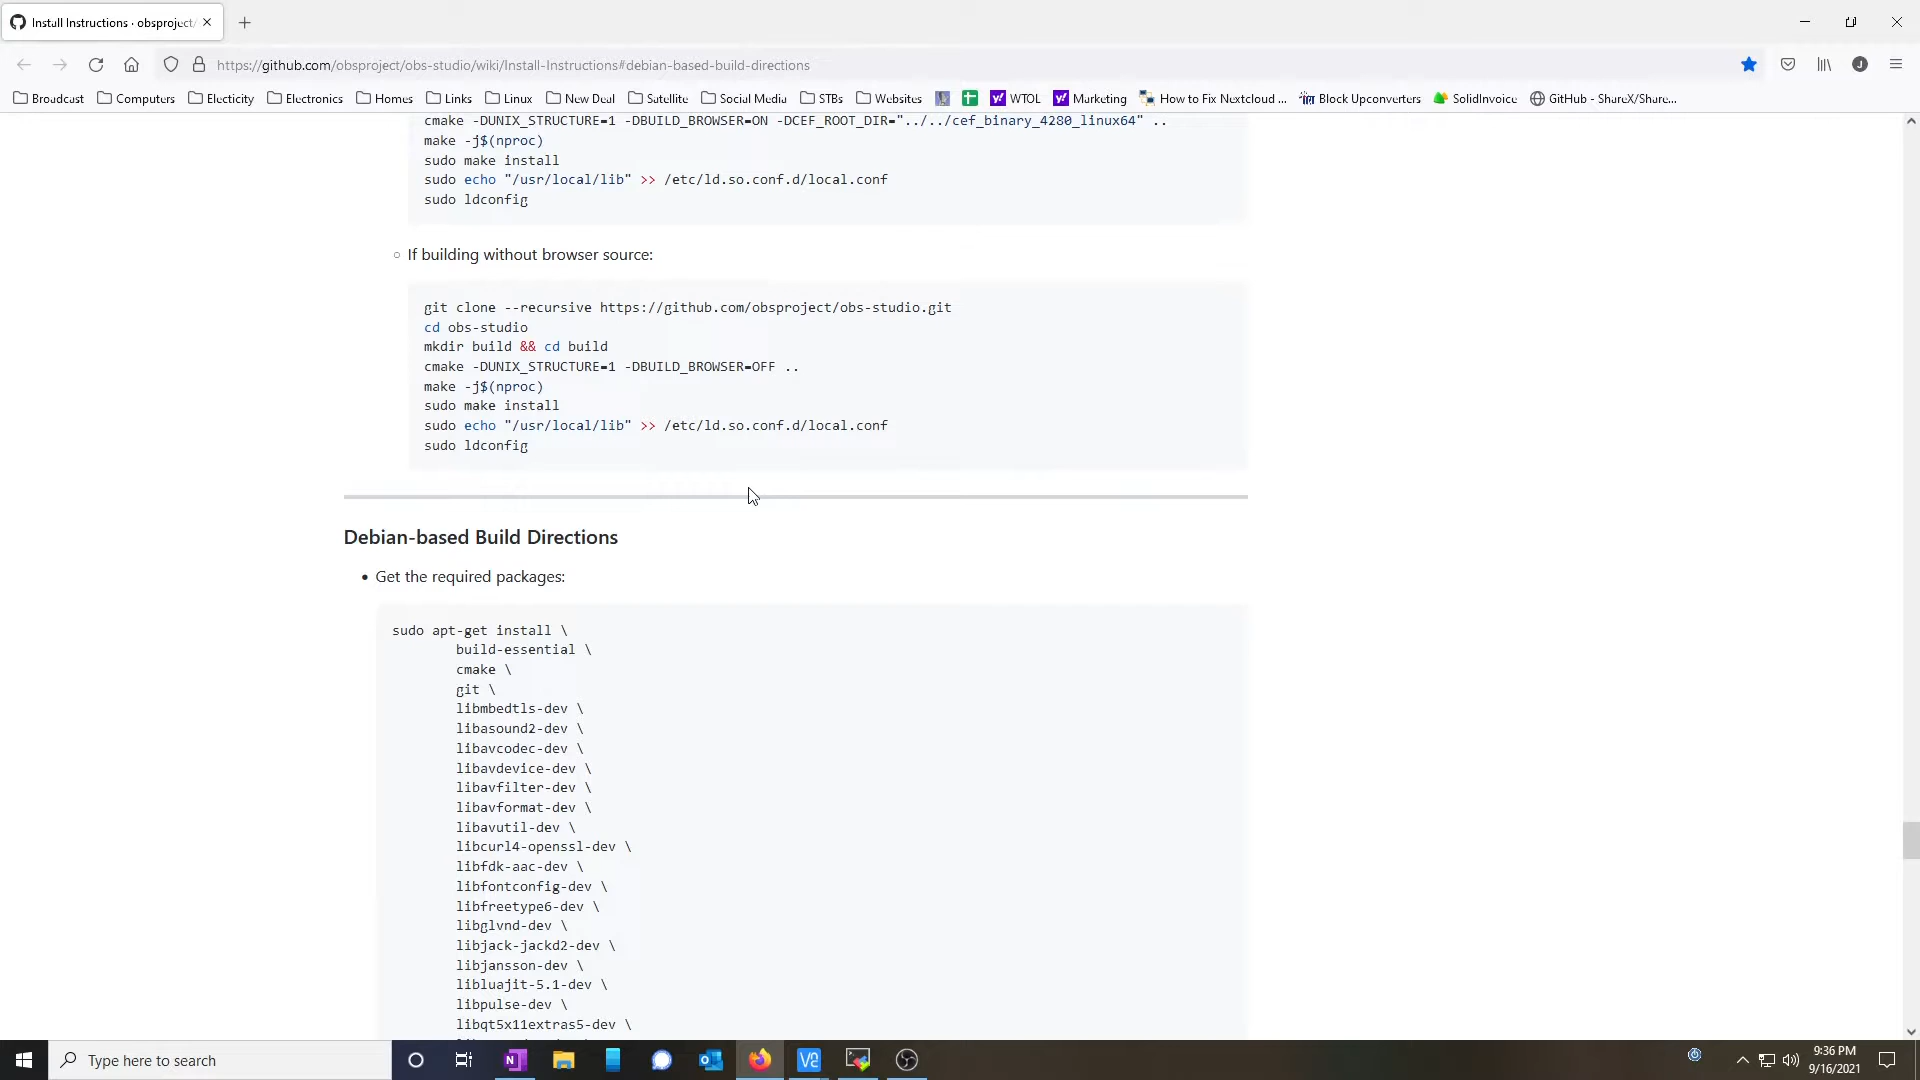 Install Instructions · obsproject/
https://github.com/obsproject/obs-studio/wiki/Install-Instructions#debian-based-build-directions
Broadcast Computers Electicity Electronics Homes Links Linux New Deal Satellite Social Media STBs Websites WTOL Marketing How to Fix Nextcloud ... Block Upconverters SolidInvoice GitHub - ShareX/Share...
cmake -DUNIX_STRUCTURE=1 -DBUILD_BROWSER=ON -DCEF_ROOT_DIR="../../cef_binary_4280_linux64" ..
make -j$(nproc)
sudo make install
sudo echo "/usr/local/lib" >> /etc/ld.so.conf.d/local.conf
sudo ldconfig
If building without browser source:
git clone --recursive https://github.com/obsproject/obs-studio.git
cd obs-studio
mkdir build && cd build
cmake -DUNIX_STRUCTURE=1 -DBUILD_BROWSER=OFF ..
make -j$(nproc)
sudo make install
sudo echo "/usr/local/lib" >> /etc/ld.so.conf.d/local.conf
sudo ldconfig
Debian-based Build Directions
• Get the required packages:
sudo apt-get install \
build-essential \
cmake \
git \
libmbedtls-dev \
libasound2-dev \
libavcodec-dev \
libavdevice-dev \
libavfilter-dev \
libavformat-dev \
libavutil-dev \
libcurl4-openssl-dev \
libfdk-aac-dev \
libfontconfig-dev \
libfreetype6-dev \
libglvnd-dev \
libjack-jackd2-dev \
libjansson-dev \
libluajit-5.1-dev \
libpulse-dev \
libqt5x11extras5-dev \
Type here to search
9:36 PM
9/16/2021